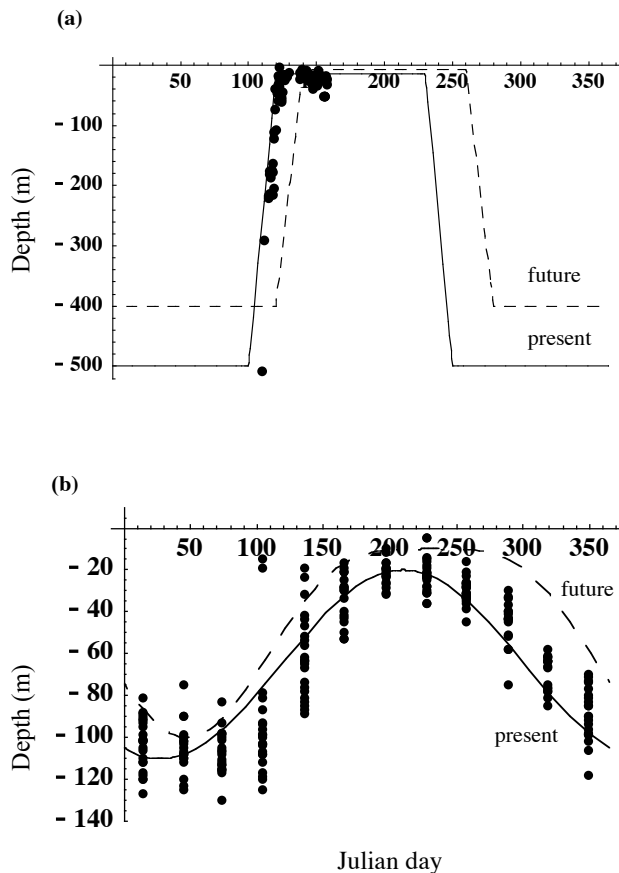 (a)
50 100 150 200 250 300 350
- 100
- 200
- 300
- 400
- 500
Depth (m)
future
present
(b)
50 100 150 200 250 300 350
- 20
- 40
- 60
- 80
- 100
- 120
- 140
Depth (m)
future
present
Julian day